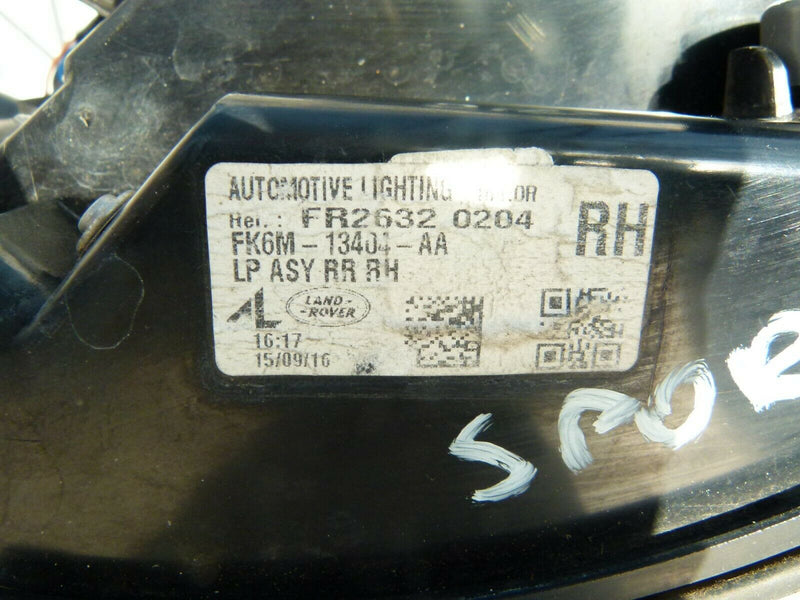 AUTOMOTIVE LIGHTING
Ref. : FR2632 0204
RH
FK6M-13404-AA
LP ASY RR RH
AL
LAND-
-ROVER
16:17
15/09/16